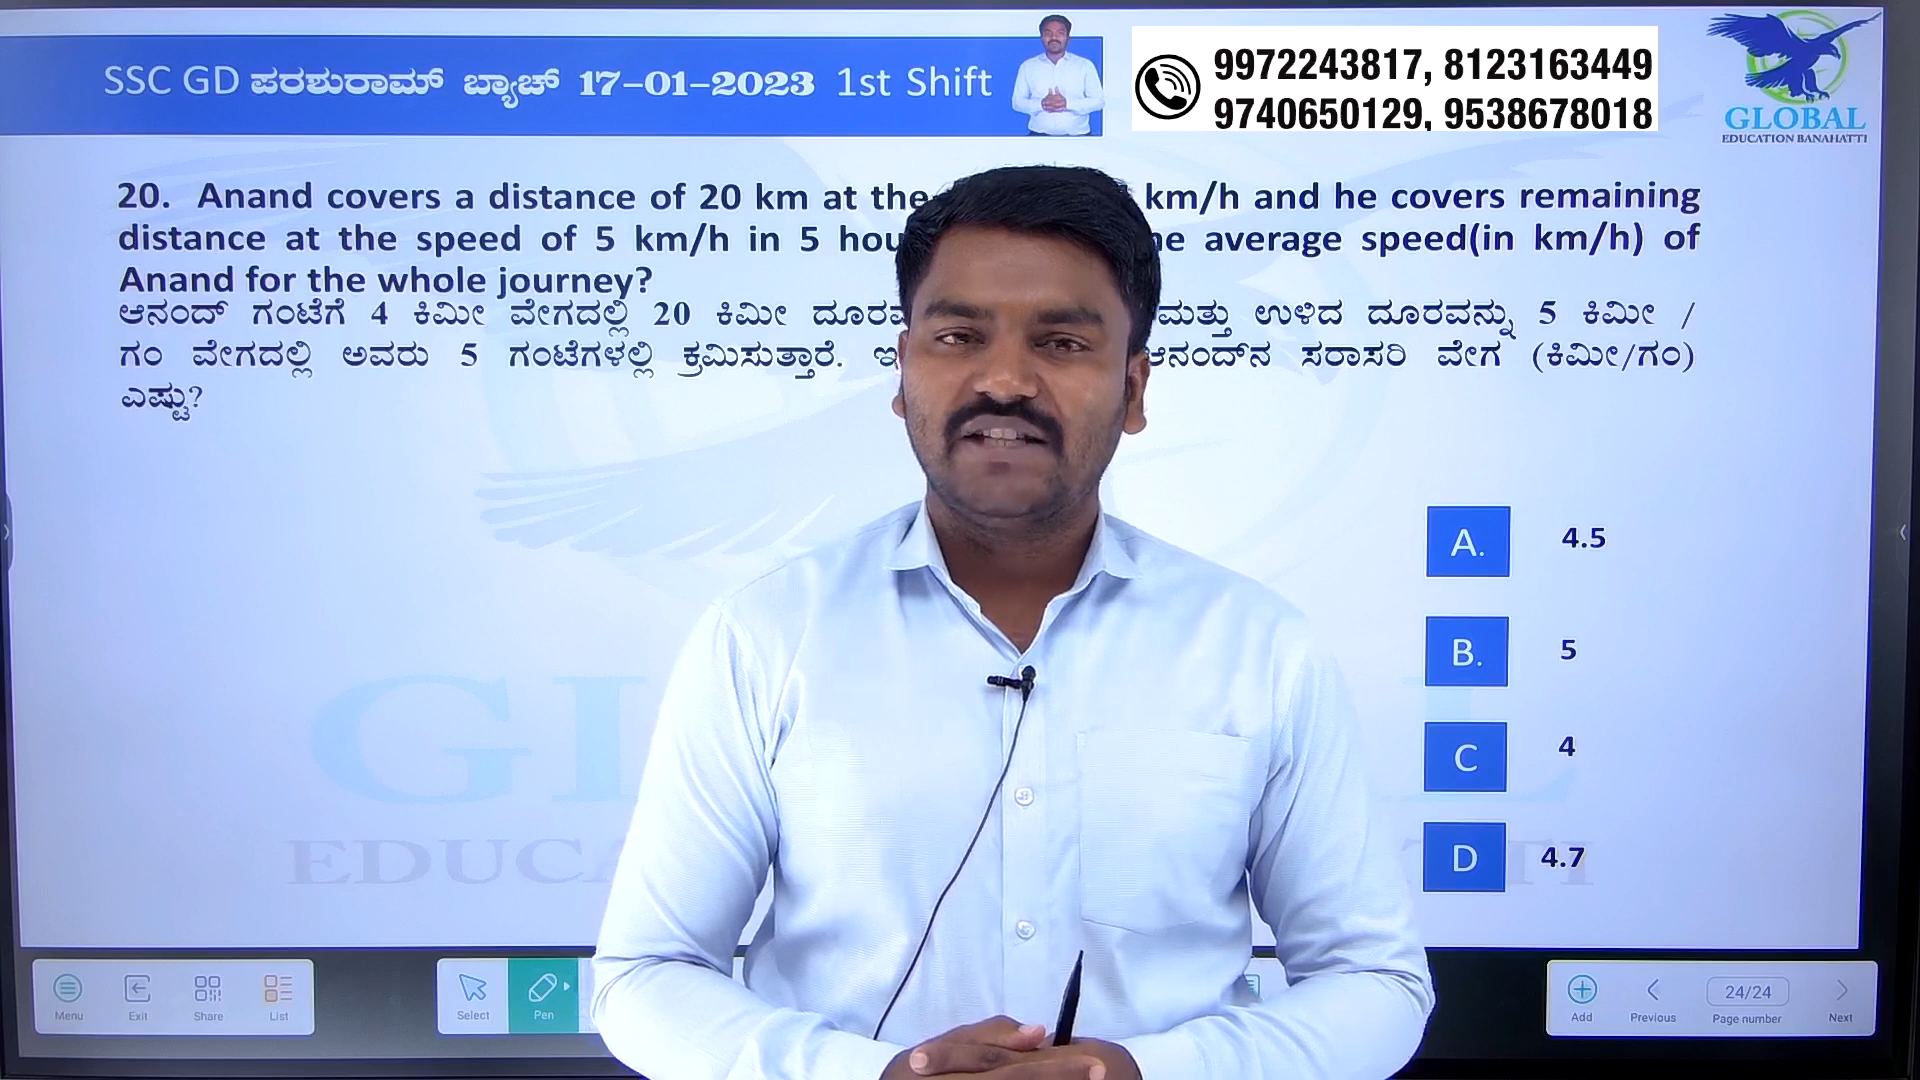 SSC GD ಪರಶುರಾಮ್ ಬ್ಯಾಚ್ 17-01-2023 1st Shift
9972243817, 8123163449
9740650129, 9538678018
GLOBAL
EDUCATION BANAHATTI
20. Anand covers a distance of 20 km at the km/h and he covers remaining
distance at the speed of 5 km/h in 5 average speed(in km/h) of
Anand for the whole journey?
ಆನಂದ್ ಗಂಟೆಗೆ 4 ಕಿಮೀ ವೇಗದಲ್ಲಿ 20 ಕಿಮೀ ಮತ್ತು ಉಳಿದ ದೂರವನ್ನು 5 ಕಿಮೀ /
ಗಂ ವೇಗದಲ್ಲಿ ಅವರು 5 ಗಂಟೆಗಳಲ್ಲಿ ಕ್ರಮಿಸುತ್ತಾರೆ. ಆನಂದ್‌ನ ಸರಾಸರಿ ವೇಗ (ಕಿಮೀ/ಗಂ)
ಎಷ್ಟು?
A. 4.5
B. 5
C 4
D 4.7
Menu Exit Share List Select Pen Add Previous 24/24 Page number Next